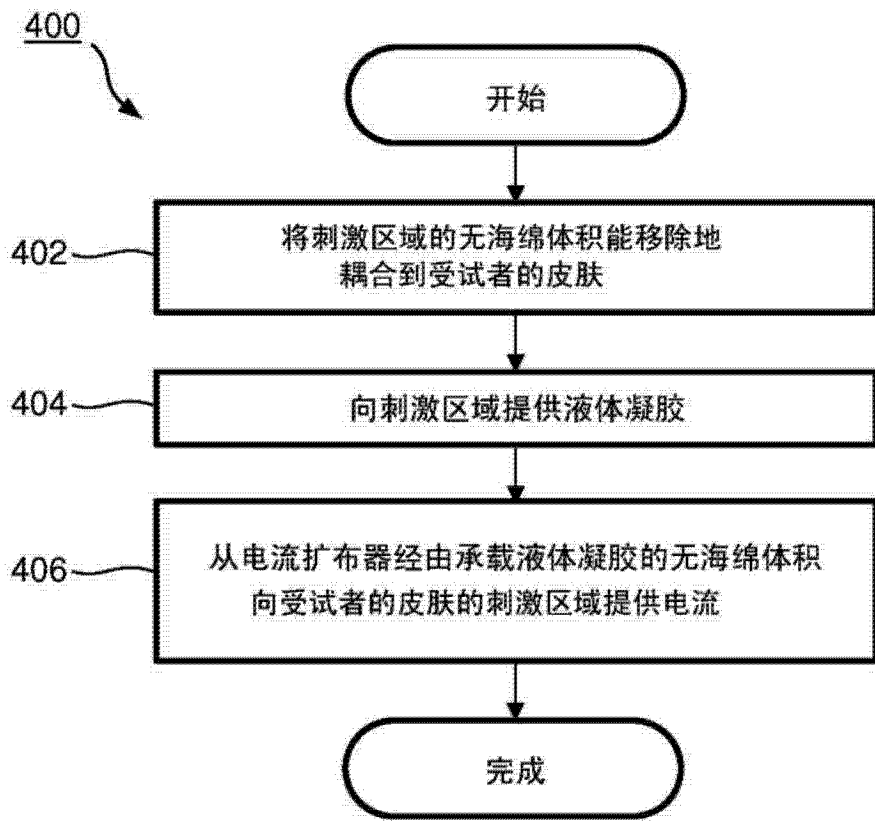 400
开始
402
将刺激区域的无海绵体积能移除地
耦合到受试者的皮肤
404
向刺激区域提供液体凝胶
406
从电流扩布器经由承载液体凝胶的无海绵体积
向受试者的皮肤的刺激区域提供电流
完成